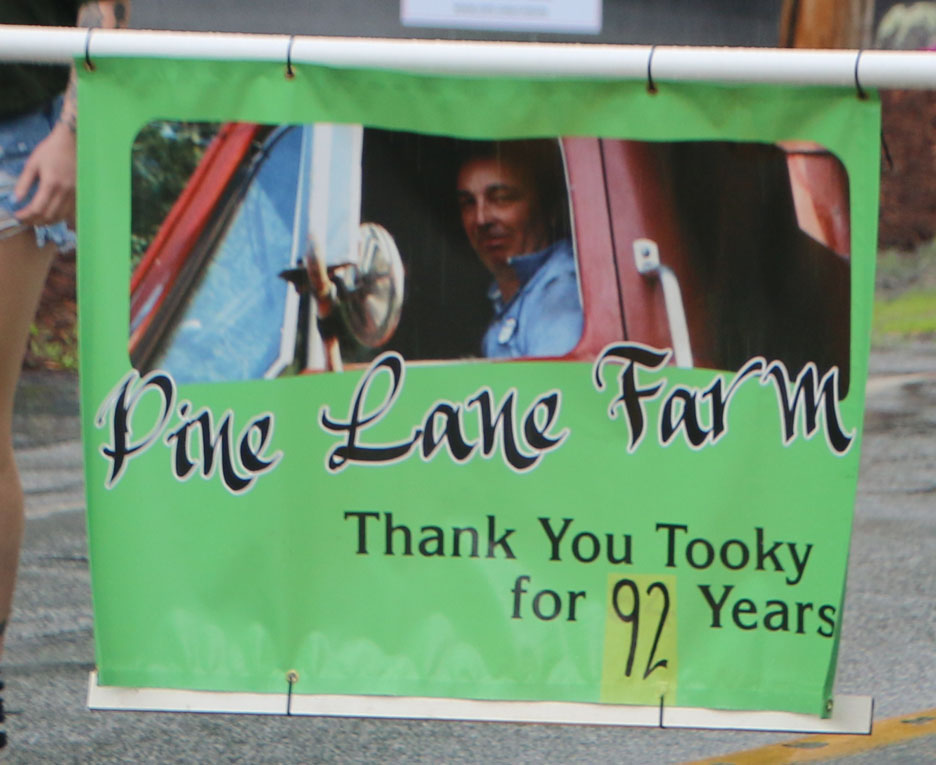 Pine Lane Farm
Thank You Tooky
for 92 Years